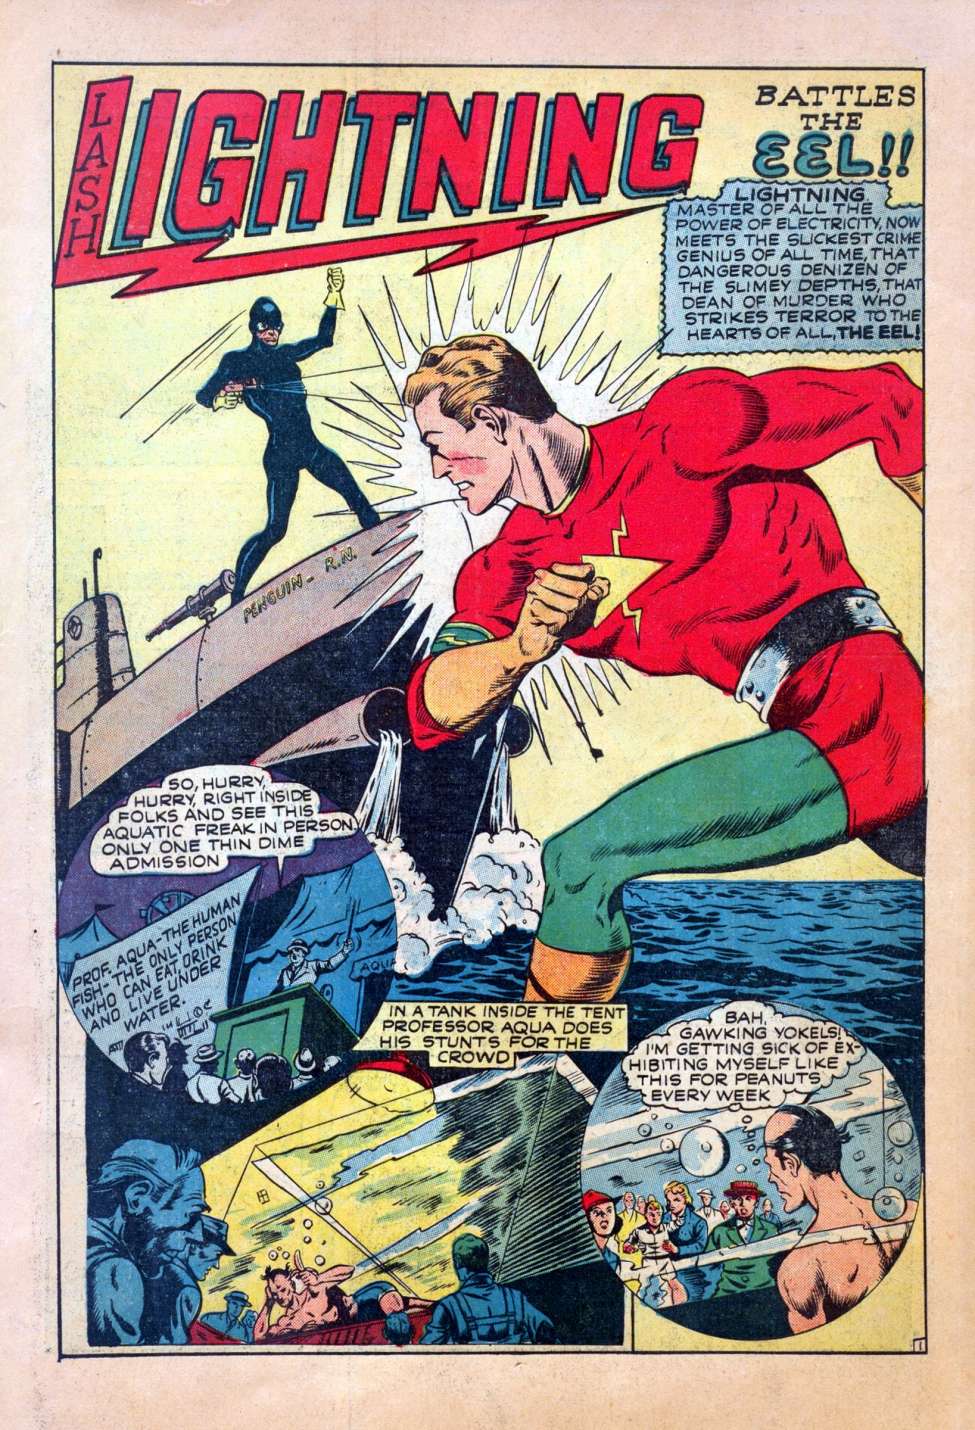 LASH
LIGHTNING
BATTLES
THE
EEL!!
LIGHTNING
MASTER OF ALL THE
POWER OF ELECTRICITY, NOW
MEETS THE SLICKEST CRIME
GENIUS OF ALL TIME, THAT
DANGEROUS DENIZEN OF
THE SLIMEY DEPTHS, THAT
DEAN OF MURDER WHO
STRIKES TERROR TO THE
HEARTS OF ALL, THE EEL!
PENGUIN - R.N.
SO, HURRY,
HURRY, RIGHT INSIDE
FOLKS AND SEE THIS
AQUATIC FREAK IN PERSON
ONLY ONE THIN DIME
ADMISSION
PROF. AQUA-THE HUMAN
FISH-THE ONLY PERSON
WHO CAN EAT, DRINK
AND LIVE UNDER
WATER.
10¢
AQUA
IN A TANK INSIDE THE TENT
PROFESSOR AQUA DOES
HIS STUNTS FOR THE
CROWD
BAH,
GAWKING YOKELS!
I'M GETTING SICK OF EX-
HIBITING MYSELF LIKE
THIS FOR PEANUTS
EVERY WEEK
1